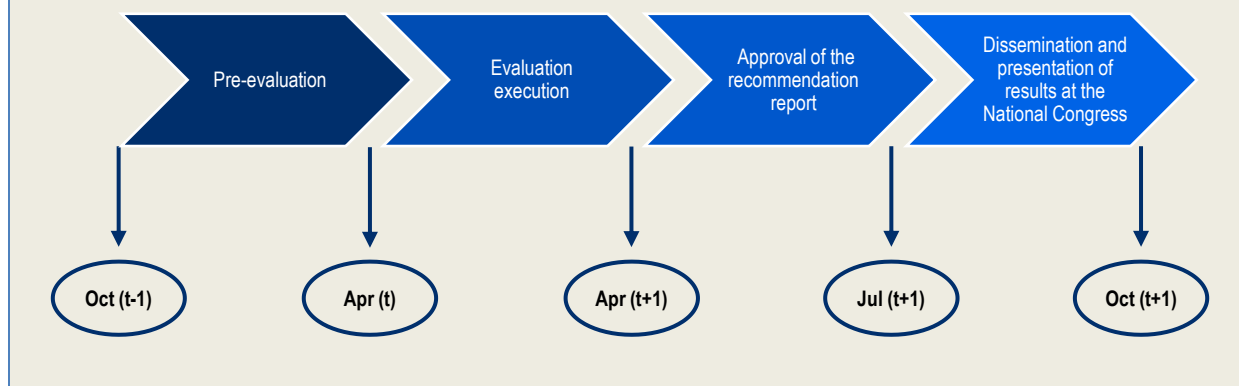 Pre-evaluation
Evaluation
execution
Approval of the
recommendation
report
Dissemination and
presentation of
results at the
National Congress
Oct (t-1)
Apr (t)
Apr (t+1)
Jul (t+1)
Oct (t+1)